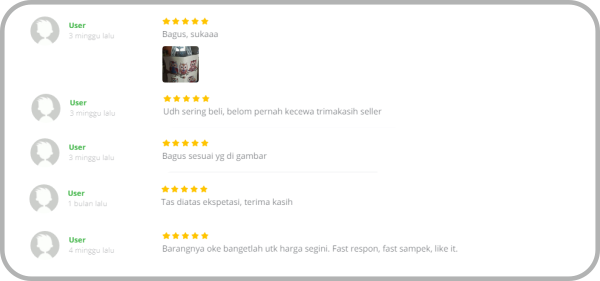 User
3 minggu lalu
Bagus, sukaaa
User
3 minggu lalu
Udh sering beli, belom pernah kecewa trimakasih seller
User
3 minggu lalu
Bagus sesuai yg di gambar
User
1 bulan lalu
Tas diatas ekspetasi, terima kasih
User
4 minggu lalu
Barangnya oke bangetlah utk harga segini. Fast respon, fast sampek, like it.